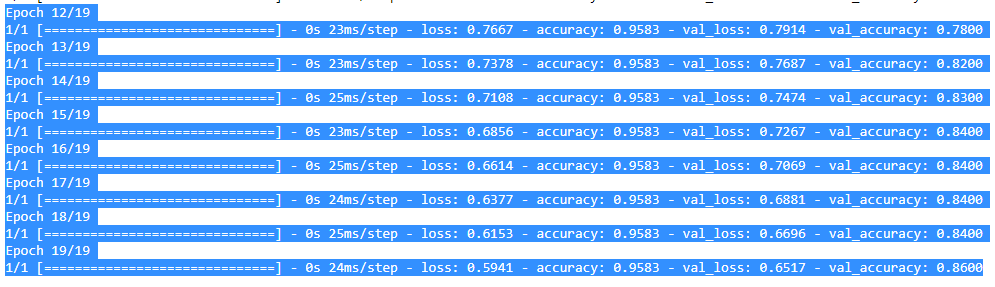 Epoch 12/19
1/1 [==============================] - 0s 23ms/step - loss: 0.7667 - accuracy: 0.9583 - val_loss: 0.7914 - val_accuracy: 0.7800
Epoch 13/19
1/1 [==============================] - 0s 23ms/step - loss: 0.7378 - accuracy: 0.9583 - val_loss: 0.7687 - val_accuracy: 0.8200
Epoch 14/19
1/1 [==============================] - 0s 25ms/step - loss: 0.7108 - accuracy: 0.9583 - val_loss: 0.7474 - val_accuracy: 0.8300
Epoch 15/19
1/1 [==============================] - 0s 23ms/step - loss: 0.6856 - accuracy: 0.9583 - val_loss: 0.7267 - val_accuracy: 0.8400
Epoch 16/19
1/1 [==============================] - 0s 25ms/step - loss: 0.6614 - accuracy: 0.9583 - val_loss: 0.7069 - val_accuracy: 0.8400
Epoch 17/19
1/1 [==============================] - 0s 24ms/step - loss: 0.6377 - accuracy: 0.9583 - val_loss: 0.6881 - val_accuracy: 0.8400
Epoch 18/19
1/1 [==============================] - 0s 25ms/step - loss: 0.6153 - accuracy: 0.9583 - val_loss: 0.6696 - val_accuracy: 0.8400
Epoch 19/19
1/1 [==============================] - 0s 24ms/step - loss: 0.5941 - accuracy: 0.9583 - val_loss: 0.6517 - val_accuracy: 0.8600